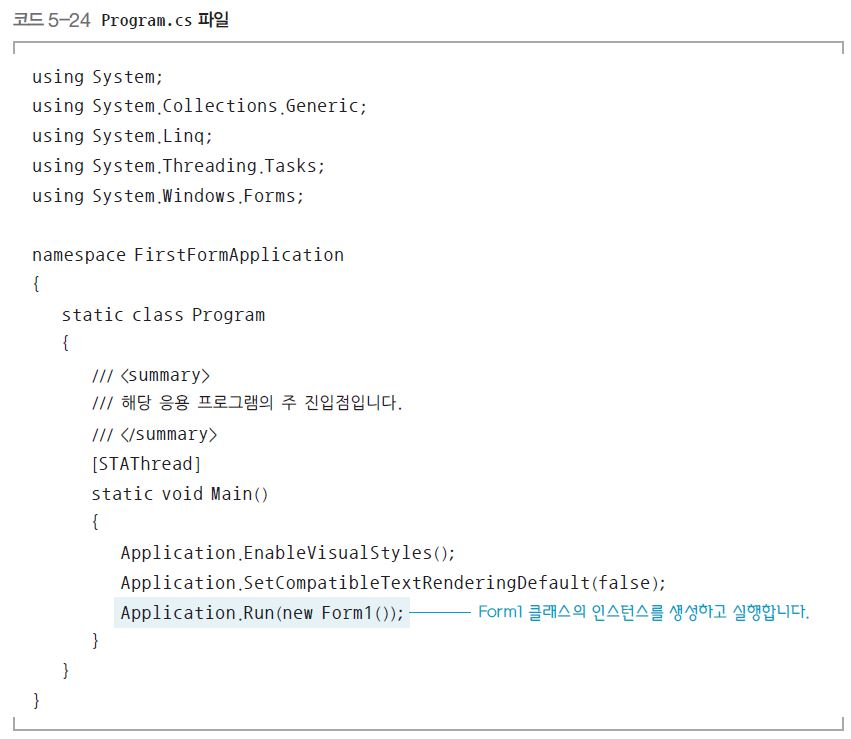 코드 5-24 Program.cs 파일
using System;
using System.Collections.Generic;
using System.Linq;
using System.Threading.Tasks;
using System.Windows.Forms;
namespace FirstFormApplication
{
static class Program
{
/// <summary>
/// 해당 응용 프로그램의 주 진입점입니다.
/// </summary>
[STAThread]
static void Main()
{
Application.EnableVisualStyles();
Application.SetCompatibleTextRenderingDefault(false);
Application.Run(new Form1()); Form1 클래스의 인스턴스를 생성하고 실행합니다.
}
}
}